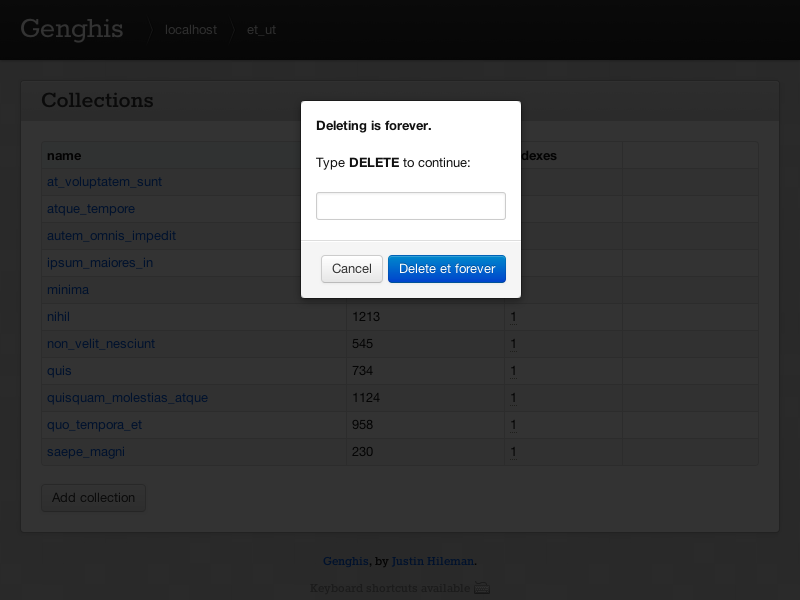 Genghis
localhost
et_ut
Collections
Deleting is forever.
Type DELETE to continue:
Cancel
Delete et forever
name
dexes
at_voluptatem_sunt
atque_tempore
autem_omnis_impedit
ipsum_maiores_in
minima
nihil 1213 1
non_velit_nesciunt 545 1
quis 734 1
quisquam_molestias_atque 1124 1
quo_tempora_et 958 1
saepe_magni 230 1
Add collection
Genghis, by Justin Hileman.
Keyboard shortcuts available